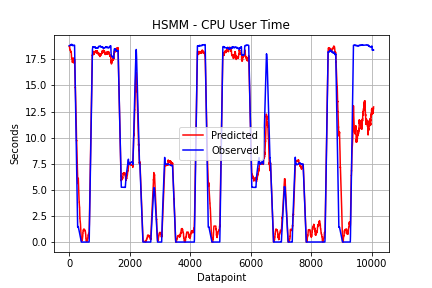 HSMM - CPU User Time
17.5
15.0
12.5
10.0
7.5
5.0
2.5
0.0
Seconds
Predicted
Observed
0 2000 4000 6000 8000 10000
Datapoint